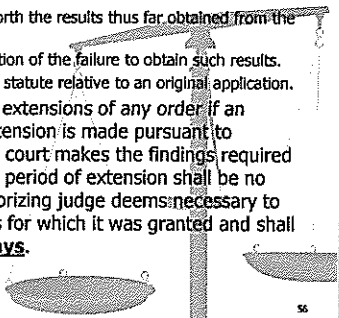 orth the results thus far obtained from the
tion of the failure to obtain such results.
statute relative to an original application.
extensions of any order if an
tension is made pursuant to
court makes the findings required
period of extension shall be no
orizing judge deems necessary to
s for which it was granted and shall
ys.
56